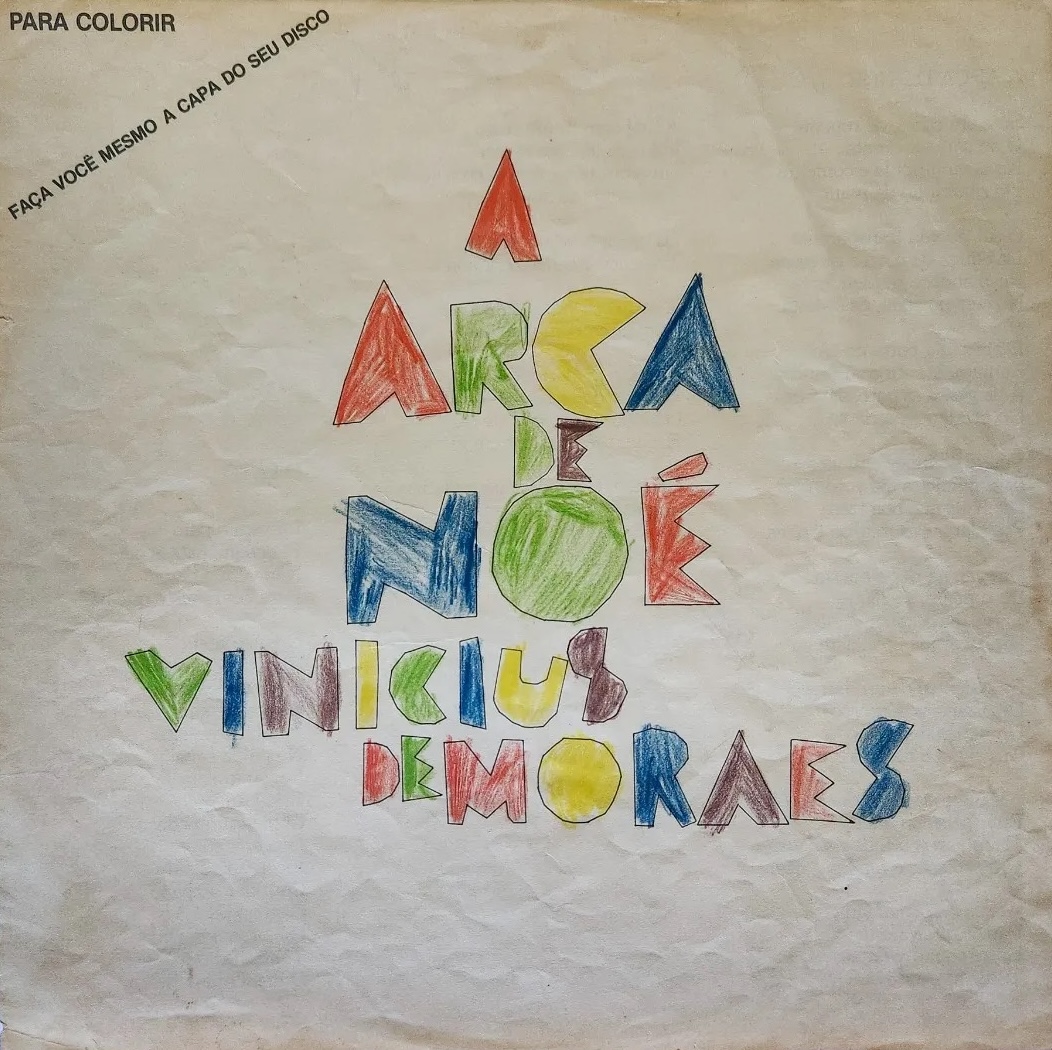 PARA COLORIR
FAÇA VOCÊ MESMO A CAPA DO SEU DISCO
A
ARCA
DE
NOÉ
VINICIUS
DE MORAES